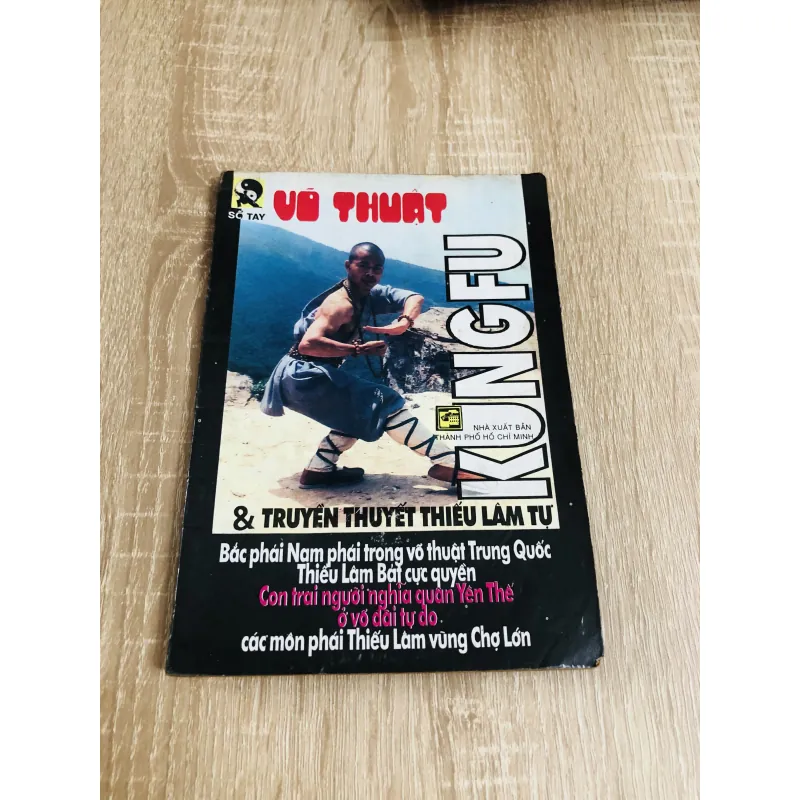 SỔ TAY
VÕ THUẬT
KUNGFU
NHÀ XUẤT BẢN
THÀNH PHỐ HỒ CHÍ MINH
& TRUYỀN THUYẾT THIẾU LÂM TỰ
Bắc phái Nam phái trong võ thuật Trung Quốc
Thiếu Lâm Bát cực quyền
Con trai người nghĩa quân Yên Thế
ở võ đài tự do
các môn phái Thiếu Lâm vùng Chợ Lớn